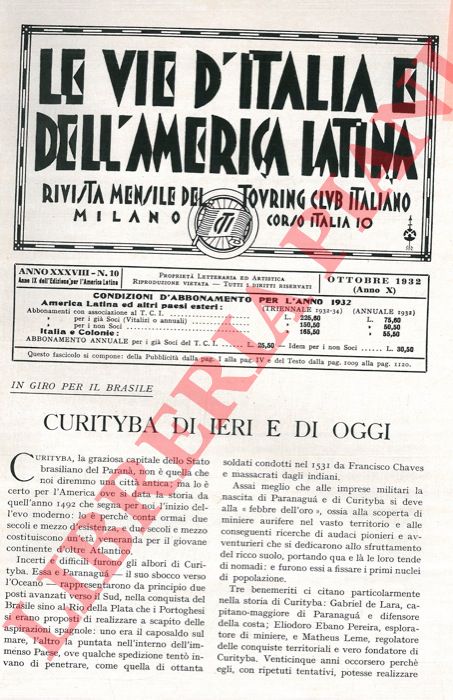 LE VIE D'ITALIA E
DELL'AMERICA LATINA
RIVISTA MENSILE DEL TOVRING CLVB ITALIANO
MILANO CORSO ITALIA 10
CTI
ANNO XXXVIII - N. 10
Anno IX dell'Edizione per l'America Latina
PROPRIETÀ LETTERARIA ED ARTISTICA
RIPRODUZIONE VIETATA — TUTTI I DIRITTI RISERVATI
OTTOBRE 1932
(Anno X)
CONDIZIONI D'ABBONAMENTO PER L'ANNO 1932
America Latina ed altri paesi esteri: (TRIENNALE 1932-34) (ANNUALE 1932)
Abbonamenti con associazione al T. C. I.
» per i già Soci (Vitalizi o annuali) L. 225,60 L. 75,60
» per i non Soci » 150,50 » 50,50
Italia e Colonie: » 165,50 » 55,50
ABBONAMENTO ANNUALE per i già Soci del T. C. I. L. 25,50 — Idem per i non Soci L. 30,50
Questo fascicolo si compone: della Pubblicità dalla pag. I alla pag. IV e del Testo dalla pag. 1009 alla pag. 1120.
IN GIRO PER IL BRASILE
CURITYBA DI IERI E DI OGGI
CURITYBA, la graziosa capitale dello Stato
brasiliano del Paranà, non è quella che
noi diremmo una città antica, ma lo è
certo per l'America ove si data la storia da
quell'anno 1492 che segna per noi l'inizio del-
l'evo moderno: lo è perchè conta ormai due
secoli e mezzo di esistenza, e due secoli e mezzo
costituiscono una bella età per il giovane
continente oltre Atlantico.
Incerti e difficili furono gli albori di Curi-
tyba. Essa e Paranaguá — il suo sbocco verso
l'Oceano — rappresentarono da principio due
posti avanzati verso il Sud, nella conquista del
Brasile sino al Rio della Plata che i Portoghesi
si erano proposti di realizzare a scapito delle
aspirazioni spagnole: uno era il caposaldo sul
mare, l'altro la puntata nell'interno dell'im-
menso Paese, ove qualche spedizione tentò in-
vano di penetrare, come quella di ottanta
soldati condotti nel 1531 da Francisco Chaves
e massacrati dagli indiani.
Assai meglio che alle imprese militari la
nascita di Paranaguá e di Curityba si deve
alla « febbre dell'oro », ossia alla scoperta di
miniere aurifere nel vasto territorio e alle
conseguenti ricerche di audaci pionieri e av-
venturieri che si dedicarono allo sfruttamento
del ricco suolo, portando qua e là le loro tende
di nomadi: e furono essi a fissare i primi nuclei
di popolazione.
Tre benemeriti si citano particolarmente
nella storia di Curityba: Gabriel de Lara, ca-
pitano-maggiore di Paranaguá e difensore
della costa; Eliodoro Ebano Pereira, esplora-
tore di miniere, e Matheus Leme, regolatore
delle conquiste territoriali e vero fondatore di
Curityba. Venticinque anni occorsero perchè
egli, con ripetuti tentativi, potesse realizzare
LIBRERIA PIANI